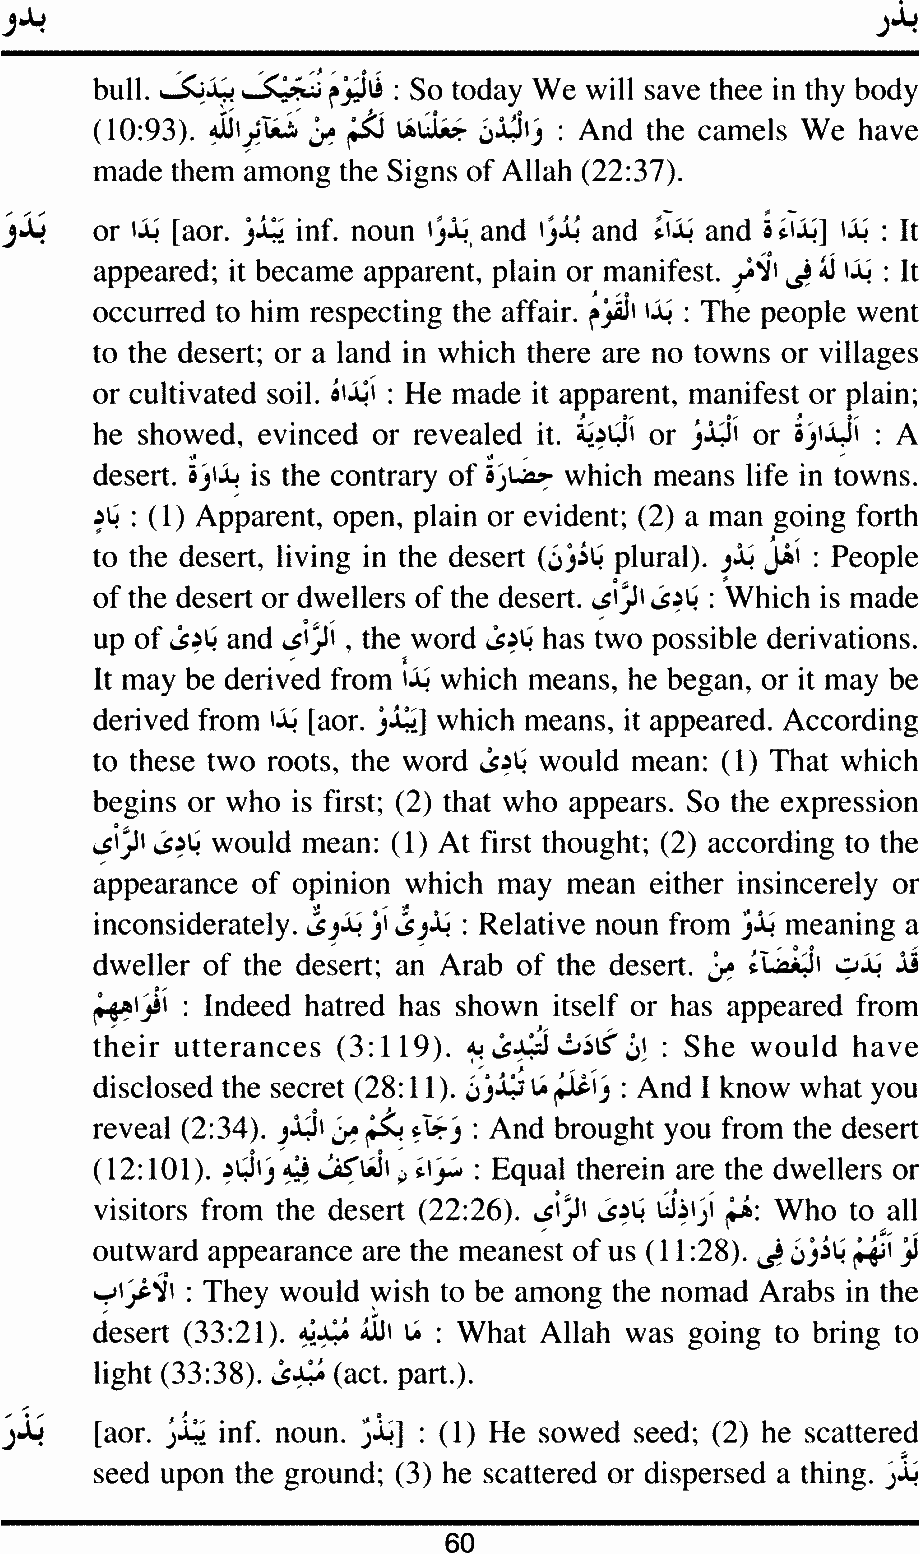 بدو بذر
bull. فَالْيَوْمَ نُنَجِّيْكَ بِبَدَنِكَ : So today We will save thee in thy body
(10:93). وَالْبُدْنَ جَعَلْنَاهَا لَكُمْ مِنْ شَعَآئِرِ اللّٰهِ : And the camels We have
made them among the Signs of Allah (22:37).
بَدَوَ or بَدَا [aor. يَبْدُوْ inf. noun بَدْوًا and بُدُوًّا and بَدَآءً and بَدَآءَةً] بَدَا : It
appeared; it became apparent, plain or manifest. بَدَا لَهُ فِى الْاَمْرِ : It
occurred to him respecting the affair. بَدَا الْقَوْمُ : The people went
to the desert; or a land in which there are no towns or villages
or cultivated soil. اَبْدَاهُ : He made it apparent, manifest or plain;
he showed, evinced or revealed it. اَلْبَادِيَةُ or اَلْبَدْوُ or اَلْبَدَاوَةُ : A
desert. بِدَاوَةٌ is the contrary of حِضَارَةٌ which means life in towns.
بَادٍ : (1) Apparent, open, plain or evident; (2) a man going forth
to the desert, living in the desert (بَادُوْنَ plural). اَهْلُ بَدْوٍ : People
of the desert or dwellers of the desert. بَادِىَ الرَّاْىِ : Which is made
up of بَادِىْ and اَلرَّاْىِ , the word بَادِىْ has two possible derivations.
It may be derived from بَدَأَ which means, he began, or it may be
derived from بَدَا [aor. يَبْدُوْ] which means, it appeared. According
to these two roots, the word بَادِىْ would mean: (1) That which
begins or who is first; (2) that who appears. So the expression
بَادِىَ الرَّاْىِ would mean: (1) At first thought; (2) according to the
appearance of opinion which may mean either insincerely or
inconsiderately. بَدْوِىٌّ اَوْ بَدَوِىٌّ : Relative noun from بَدْوٌ meaning a
dweller of the desert; an Arab of the desert. قَدْ بَدَتِ الْبَغْضَآءُ مِنْ
اَفْوَاهِهِمْ : Indeed hatred has shown itself or has appeared from
their utterances (3:119). اِنْ كَادَتْ لَتُبْدِىْ بِهِ : She would have
disclosed the secret (28:11). وَاَعْلَمُ مَا تُبْدُوْنَ : And I know what you
reveal (2:34). وَجَآءَ بِكُمْ مِنَ الْبَدْوِ : And brought you from the desert
(12:101). سَوَآءَ نِ الْعَاكِفُ فِيْهِ وَالْبَادِ : Equal therein are the dwellers or
visitors from the desert (22:26). هُمْ اَرَاذِلُنَا بَادِىَ الرَّاْىِ: Who to all
outward appearance are the meanest of us (11:28). لَوْ اَنَّهُمْ بَادُوْنَ فِى
الْاَعْرَابِ : They would wish to be among the nomad Arabs in the
desert (33:21). مَا اللّٰهُ مُبْدِيْهِ : What Allah was going to bring to
light (33:38). مُبْدِىْ (act. part.).
بَذَرَ [aor. يَبْذُرُ inf. noun. بَذْرٌ] : (1) He sowed seed; (2) he scattered
seed upon the ground; (3) he scattered or dispersed a thing. بَذَّرَ
60